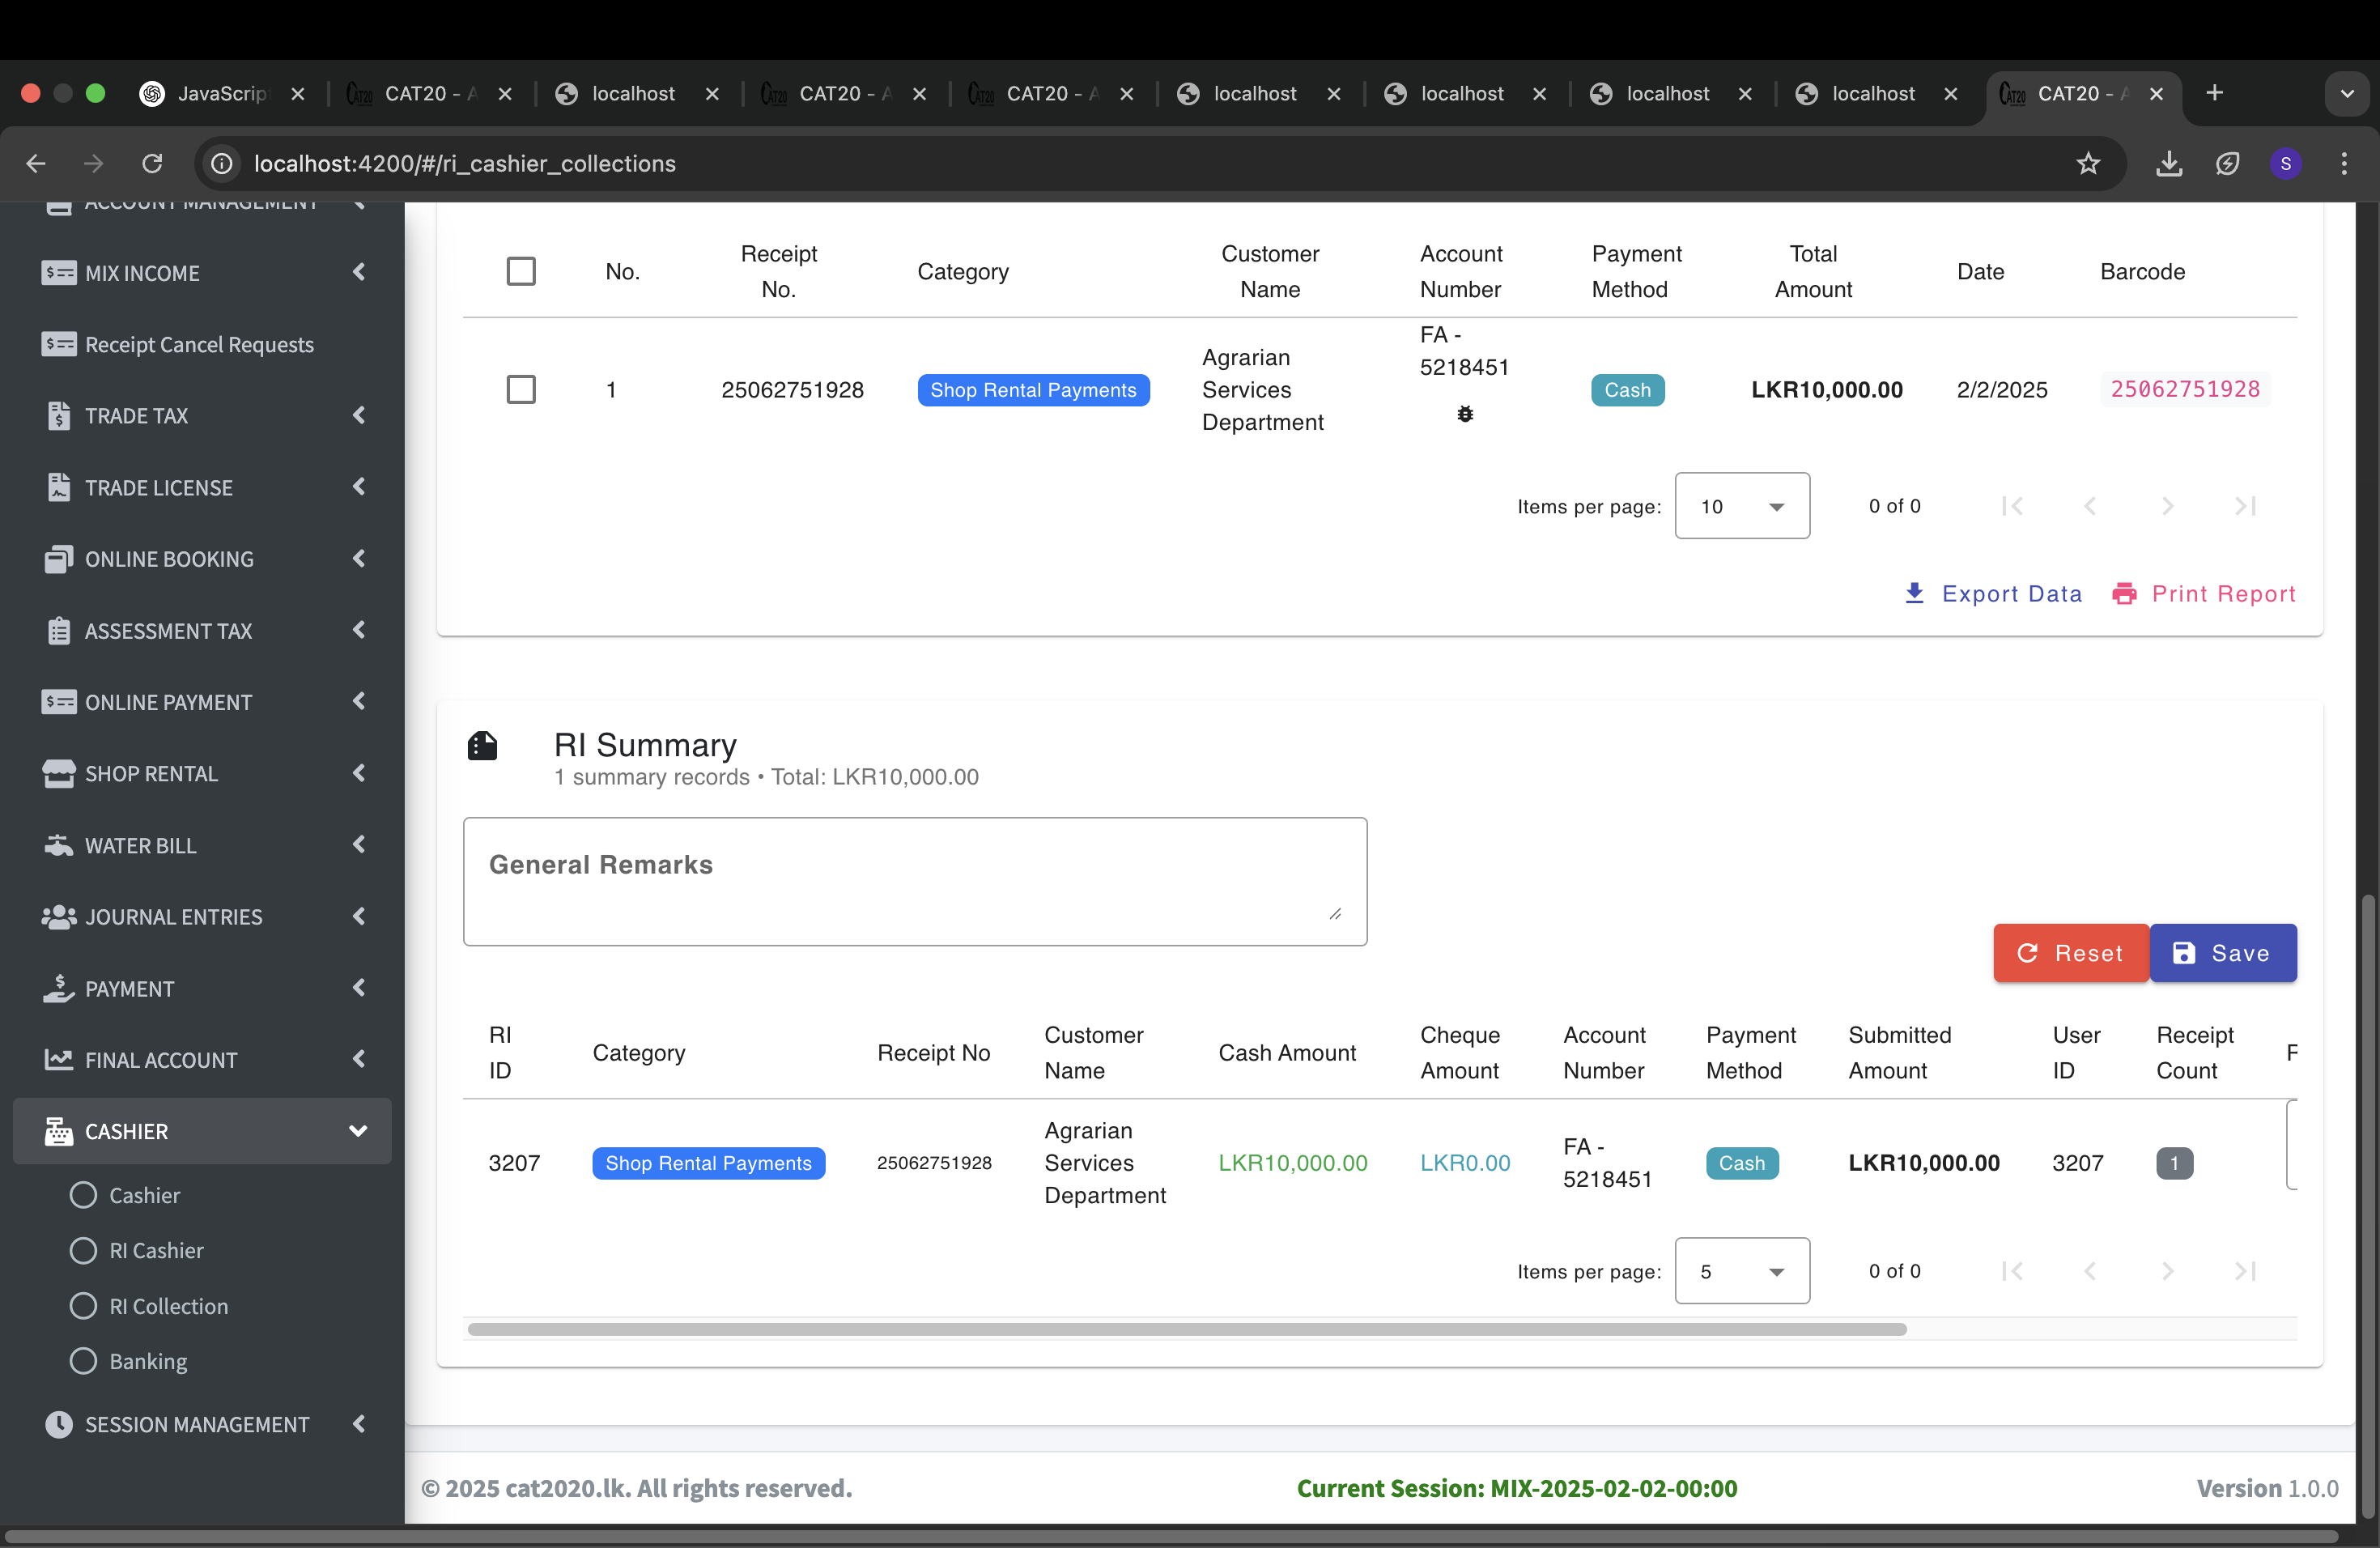 JavaScrip
CAT20 - A
localhost
CAT20 - A
CAT20 - A
localhost
localhost
localhost
localhost
CAT20 - A
localhost:4200/#/ri_cashier_collections
S
ACCOUNT MANAGEMENT
MIX INCOME
Receipt Cancel Requests
TRADE TAX
TRADE LICENSE
ONLINE BOOKING
ASSESSMENT TAX
ONLINE PAYMENT
SHOP RENTAL
WATER BILL
JOURNAL ENTRIES
PAYMENT
FINAL ACCOUNT
CASHIER
Cashier
RI Cashier
RI Collection
Banking
SESSION MANAGEMENT
No.
Receipt
No.
Category
Customer
Name
Account
Number
Payment
Method
Total
Amount
Date
Barcode
1
25062751928
Shop Rental Payments
Agrarian
Services
Department
FA -
5218451
Cash
LKR10,000.00
2/2/2025
25062751928
Items per page:
10
0 of 0
Export Data
Print Report
RI Summary
1 summary records • Total: LKR10,000.00
General Remarks
Reset
Save
RI
ID
Category
Receipt No
Customer
Name
Cash Amount
Cheque
Amount
Account
Number
Payment
Method
Submitted
Amount
User
ID
Receipt
Count
3207
Shop Rental Payments
25062751928
Agrarian
Services
Department
LKR10,000.00
LKR0.00
FA -
5218451
Cash
LKR10,000.00
3207
1
Items per page:
5
0 of 0
© 2025 cat2020.lk. All rights reserved.
Current Session: MIX-2025-02-02-00:00
Version 1.0.0